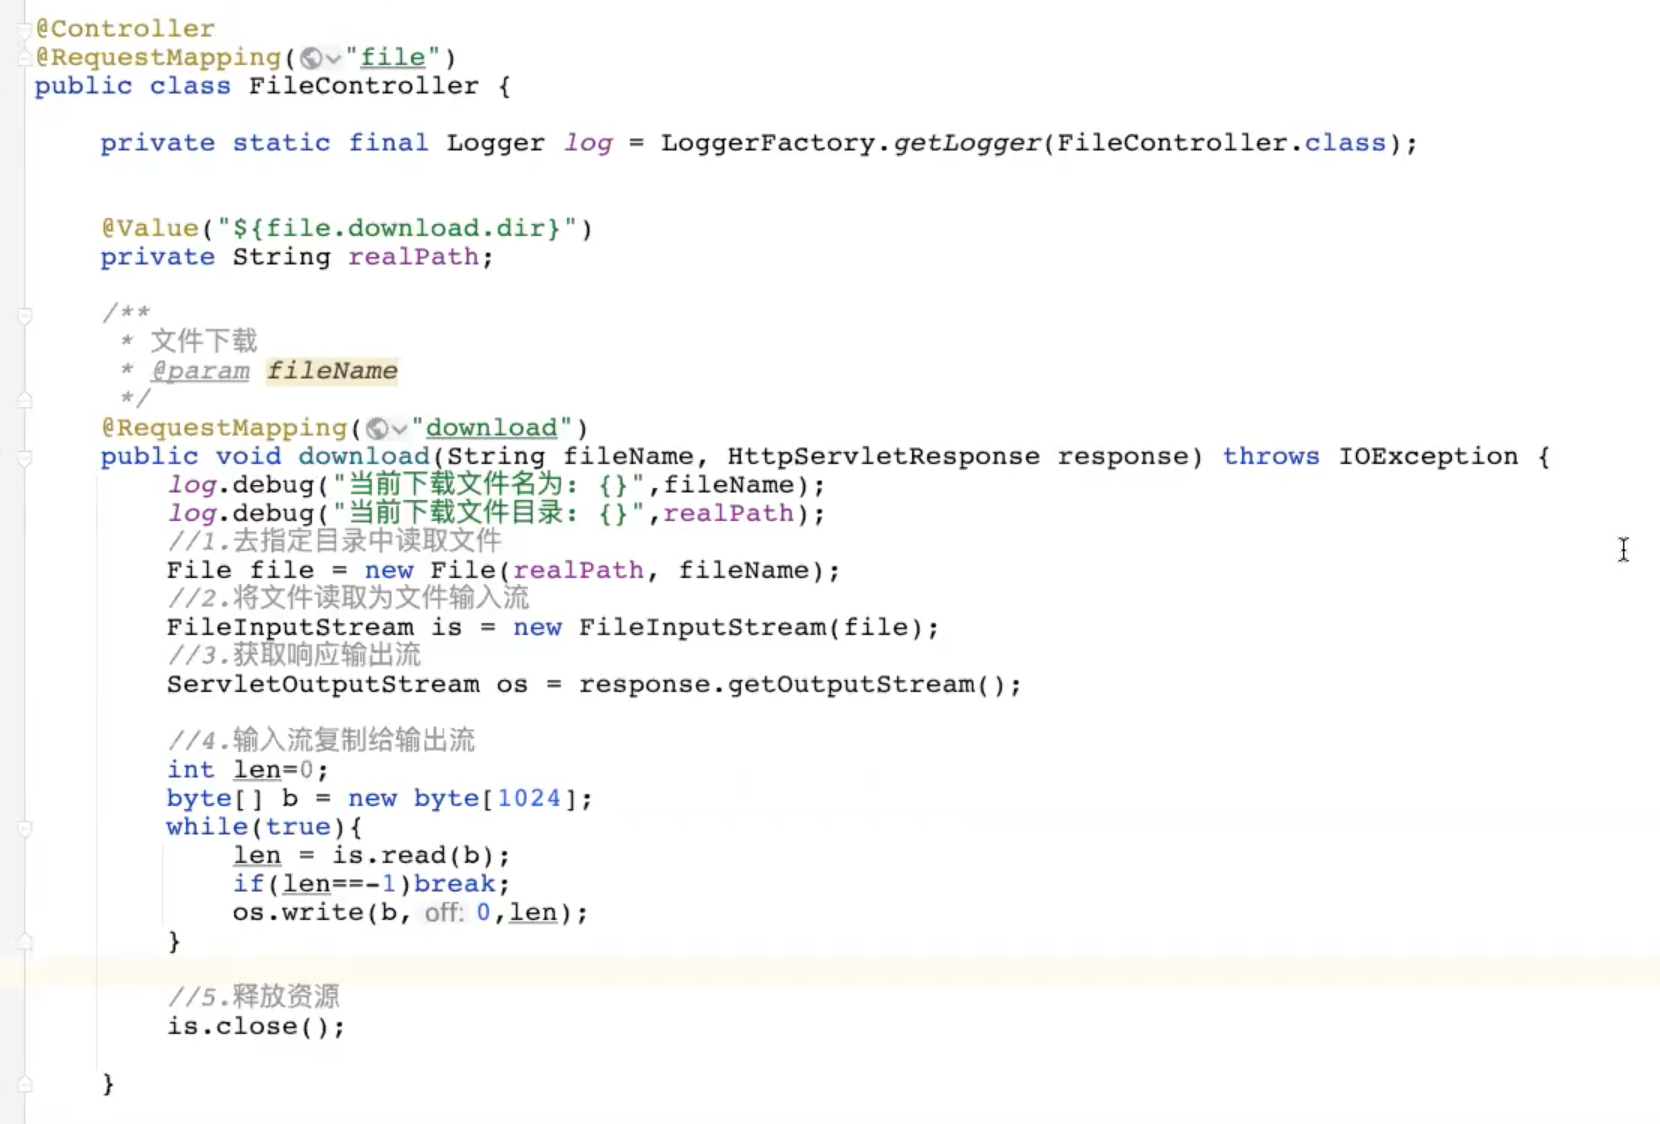 @Controller
@RequestMapping("file")
public class FileController {
private static final Logger log = LoggerFactory.getLogger(FileController.class);
@Value("${file.download.dir}")
private String realPath;
/**
* 文件下载
* @param fileName
*/
@RequestMapping("download")
public void download(String fileName, HttpServletResponse response) throws IOException {
log.debug("当前下载文件名为: {}",fileName);
log.debug("当前下载文件目录: {}",realPath);
//1.去指定目录中读取文件
File file = new File(realPath, fileName);
//2.将文件读取为文件输入流
FileInputStream is = new FileInputStream(file);
//3.获取响应输出流
ServletOutputStream os = response.getOutputStream();
//4.输入流复制给输出流
int len=0;
byte[] b = new byte[1024];
while(true){
len = is.read(b);
if(len==-1)break;
os.write(b, off: 0,len);
}
//5.释放资源
is.close();
}